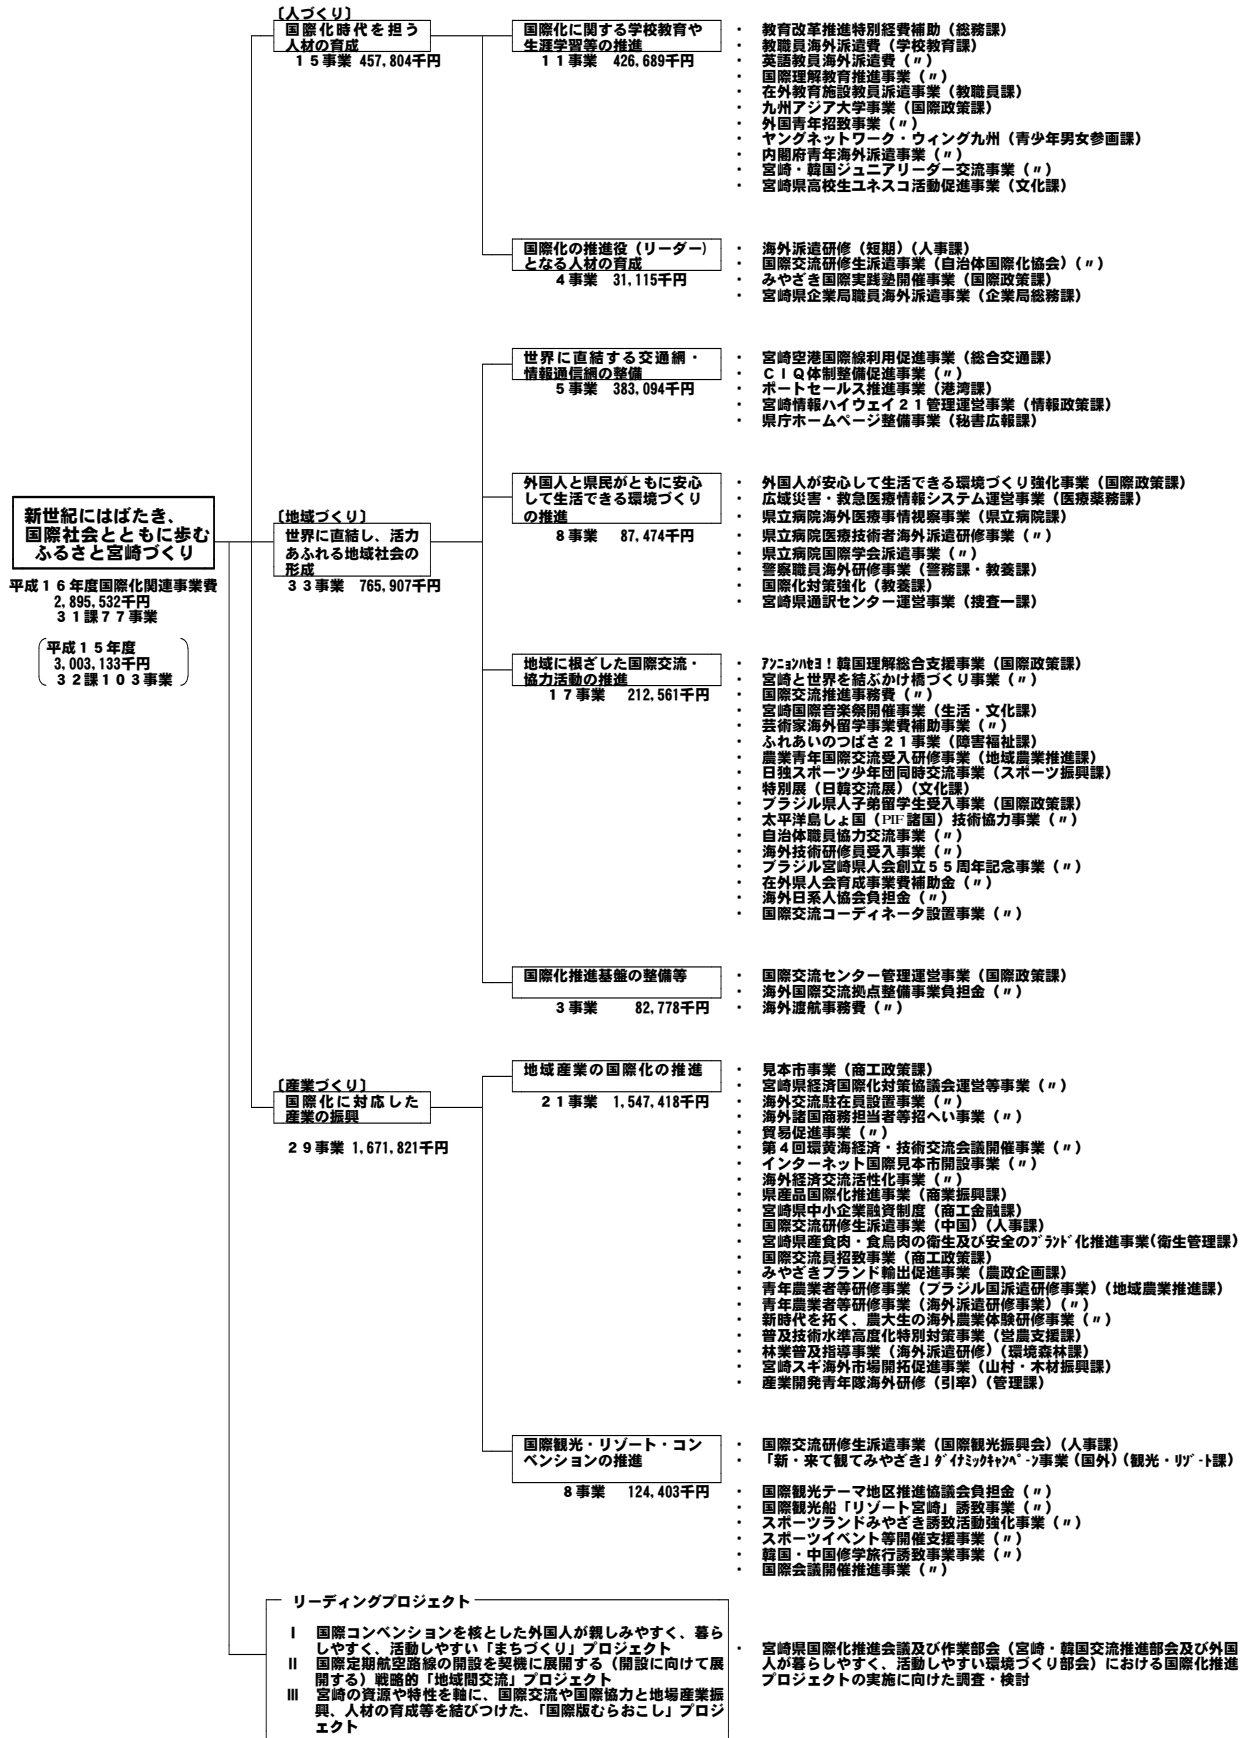 新世紀にはばたき、
国際社会とともに歩む
ふるさと宮崎づくり
平成１６年度国際化関連事業費
2,895,532千円
３１課７７事業
平成１５年度
3,003,133千円
３２課１０３事業
〔人づくり〕
国際化時代を担う
人材の育成
１５事業 457,804千円
国際化に関する学校教育や
生涯学習等の推進
１１事業 426,689千円
・ 教育改革推進特別経費補助（総務課）
・ 教職員海外派遣費（学校教育課）
・ 英語教員海外派遣費（〃）
・ 国際理解教育推進事業（〃）
・ 在外教育施設教員派遣事業（教職員課）
・ 九州アジア大学事業（国際政策課）
・ 外国青年招致事業（〃）
・ ヤングネットワーク・ウィング九州（青少年男女参画課）
・ 内閣府青年海外派遣事業（〃）
・ 宮崎・韓国ジュニアリーダー交流事業（〃）
・ 宮崎県高校生ユネスコ活動促進事業（文化課）
国際化の推進役（リーダー）
となる人材の育成
４事業 31,115千円
・ 海外派遣研修（短期）（人事課）
・ 国際交流研修生派遣事業（自治体国際化協会）（〃）
・ みやざき国際実践塾開催事業（国際政策課）
・ 宮崎県企業局職員海外派遣事業（企業局総務課）
〔地域づくり〕
世界に直結し、活力
あふれる地域社会の
形成
３３事業 765,907千円
世界に直結する交通網・
情報通信網の整備
５事業 383,094千円
・ 宮崎空港国際線利用促進事業（総合交通課）
・ ＣＩＱ体制整備促進事業（〃）
・ ポートセールス推進事業（港湾課）
・ 宮崎情報ハイウェイ２１管理運営事業（情報政策課）
・ 県庁ホームページ整備事業（秘書広報課）
外国人と県民がともに安心
して生活できる環境づくり
の推進
８事業 87,474千円
・ 外国人が安心して生活できる環境づくり強化事業（国際政策課）
・ 広域災害・救急医療情報システム運営事業（医療薬務課）
・ 県立病院海外医療事情視察事業（県立病院課）
・ 県立病院医療技術者海外派遣研修事業（〃）
・ 県立病院国際学会派遣事業（〃）
・ 警察職員海外研修事業（警務課・教養課）
・ 国際化対策強化（教養課）
・ 宮崎県通訳センター運営事業（捜査一課）
地域に根ざした国際交流・
協力活動の推進
１７事業 212,561千円
・ ｱﾝﾆｮﾝﾊｾﾖ！韓国理解総合支援事業（国際政策課）
・ 宮崎と世界を結ぶかけ橋づくり事業（〃）
・ 国際交流推進事務費（〃）
・ 宮崎国際音楽祭開催事業（生活・文化課）
・ 芸術家海外留学事業費補助事業（〃）
・ ふれあいのつばさ２１事業（障害福祉課）
・ 農業青年国際交流受入研修事業（地域農業推進課）
・ 日独スポーツ少年団同時交流事業（スポーツ振興課）
・ 特別展（日韓交流展）（文化課）
・ ブラジル県人子弟留学生受入事業（国際政策課）
・ 太平洋島しょ国（PIF諸国）技術協力事業（〃）
・ 自治体職員協力交流事業（〃）
・ 海外技術研修員受入事業（〃）
・ ブラジル宮崎県人会創立５５周年記念事業（〃）
・ 在外県人会育成事業費補助金（〃）
・ 海外日系人協会負担金（〃）
・ 国際交流コーディネータ設置事業（〃）
国際化推進基盤の整備等
３事業 82,778千円
・ 国際交流センター管理運営事業（国際政策課）
・ 海外国際交流拠点整備事業負担金（〃）
・ 海外渡航事務費（〃）
〔産業づくり〕
国際化に対応した
産業の振興
２９事業 1,671,821千円
地域産業の国際化の推進
２１事業 1,547,418千円
・ 見本市事業（商工政策課）
・ 宮崎県経済国際化対策協議会運営等事業（〃）
・ 海外交流駐在員設置事業（〃）
・ 海外諸国商務担当者等招へい事業（〃）
・ 貿易促進事業（〃）
・ 第４回環黄海経済・技術交流会議開催事業（〃）
・ インターネット国際見本市開設事業（〃）
・ 海外経済交流活性化事業（〃）
・ 県産品国際化推進事業（商業振興課）
・ 宮崎県中小企業融資制度（商工金融課）
・ 国際交流研修生派遣事業（中国）（人事課）
・ 宮崎県産食肉・食鳥肉の衛生及び安全のﾌﾞﾗﾝﾄﾞ化推進事業（衛生管理課）
・ 国際交流員招致事業（商工政策課）
・ みやざきブランド輸出促進事業（農政企画課）
・ 青年農業者等研修事業（ブラジル国派遣研修事業）（地域農業推進課）
・ 青年農業者等研修事業（海外派遣研修事業）（〃）
・ 新時代を拓く、農大生の海外農業体験研修事業（〃）
・ 普及技術水準高度化特別対策事業（営農支援課）
・ 林業普及指導事業（海外派遣研修）（環境森林課）
・ 宮崎スギ海外市場開拓促進事業（山村・木材振興課）
・ 産業開発青年隊海外研修（引率）（管理課）
国際観光・リゾート・コン
ベンションの推進
８事業 124,403千円
・ 国際交流研修生派遣事業（国際観光振興会）（人事課）
・ 「新・来て観てみやざき」ﾀﾞｲﾅﾐｯｸｷｬﾝﾍﾟｰﾝ事業（国外）（観光・ﾘｿﾞｰﾄ課）
・ 国際観光テーマ地区推進協議会負担金（〃）
・ 国際観光船「リゾート宮崎」誘致事業（〃）
・ スポーツランドみやざき誘致活動強化事業（〃）
・ スポーツイベント等開催支援事業（〃）
・ 韓国・中国修学旅行誘致事業事業（〃）
・ 国際会議開催推進事業（〃）
リーディングプロジェクト
Ⅰ 国際コンベンションを核とした外国人が親しみやすく、暮ら
しやすく、活動しやすい「まちづくり」プロジェクト
Ⅱ 国際定期航空路線の開設を契機に展開する（開設に向けて展
開する）戦略的「地域間交流」プロジェクト
Ⅲ 宮崎の資源や特性を軸に、国際交流や国際協力と地場産業振
興、人材の育成等を結びつけた、「国際版むらおこし」プロジ
ェクト
・ 宮崎県国際化推進会議及び作業部会（宮崎・韓国交流推進部会及び外国
人が暮らしやすく、活動しやすい環境づくり部会）における国際化推進
プロジェクトの実施に向けた調査・検討